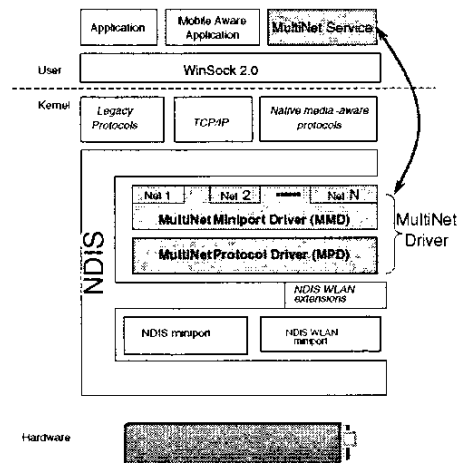 Application
Mobile Aware
Application
MultiNet Service
User
WinSock 2.0
Kernel
Legacy
Protocols
TCP/IP
Native media-aware
protocols
NDIS
Net 1
Net 2
Net N
MultiNet Miniport Driver (MMD)
MultiNet Protocol Driver (MPD)
MultiNet
Driver
NDIS WLAN
extensions
NDIS miniport
NDIS WLAN
miniport
Hardware